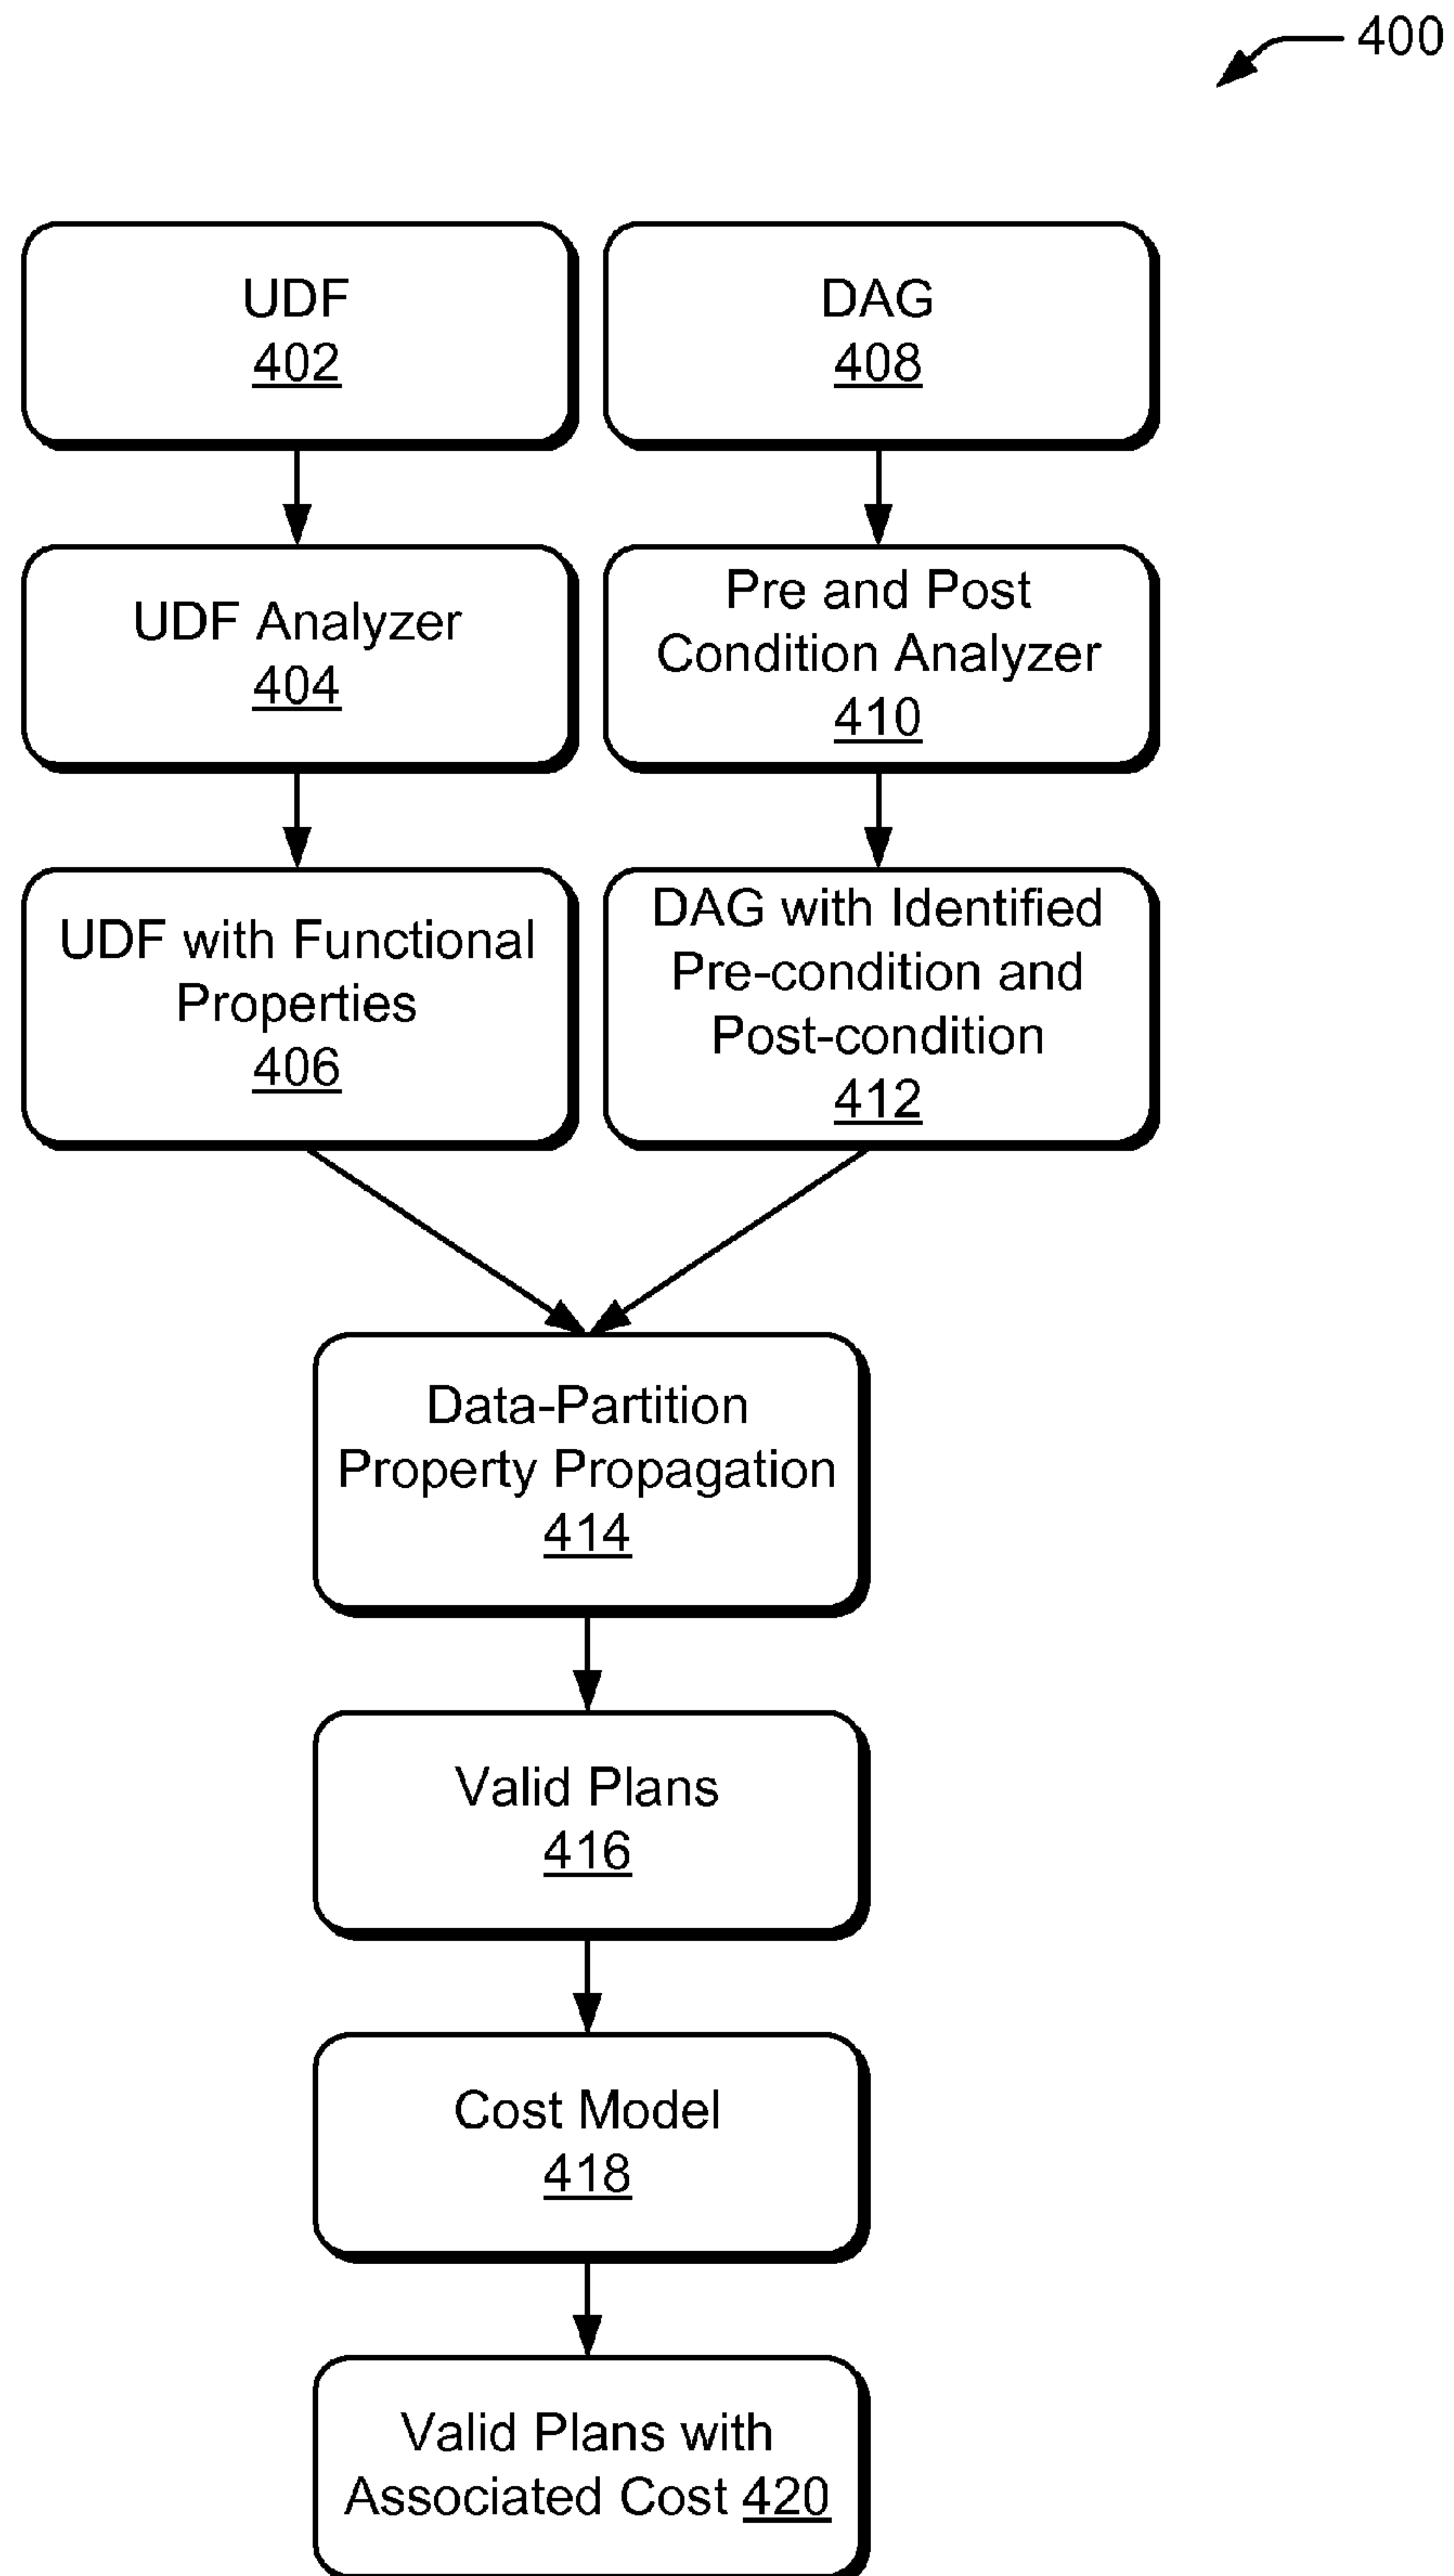 400
UDF
402
DAG
408
UDF Analyzer
404
Pre and Post
Condition Analyzer
410
UDF with Functional
Properties
406
DAG with Identified
Pre-condition and
Post-condition
412
Data-Partition
Property Propagation
414
Valid Plans
416
Cost Model
418
Valid Plans with
Associated Cost 420